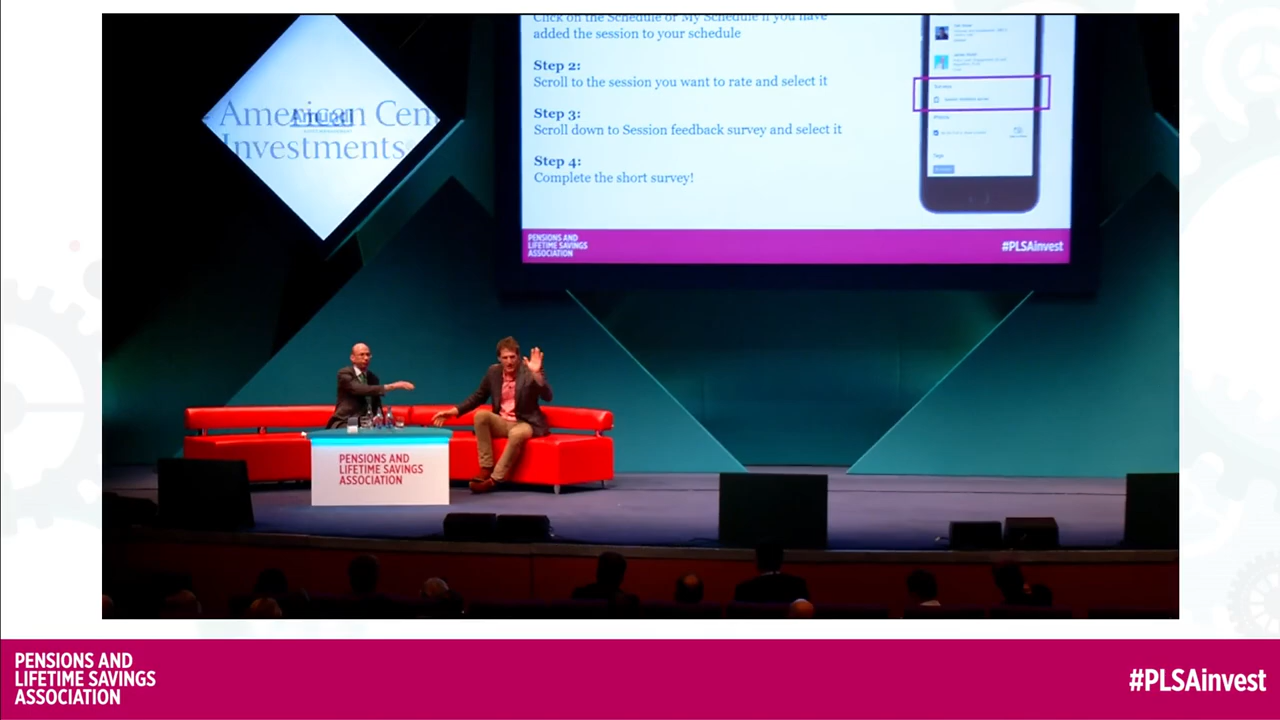 Click on the Schedule or My Schedule if you have
added the session to your schedule
Step 2:
Scroll to the session you want to rate and select it
Step 3:
Scroll down to Session feedback survey and select it
Step 4:
Complete the short survey!
PENSIONS AND
LIFETIME SAVINGS
ASSOCIATION
#PLSAinvest
American Cen
Investments
Amundi
Tags
PENSIONS AND
LIFETIME SAVINGS
ASSOCIATION
PENSIONS AND
LIFETIME SAVINGS
ASSOCIATION
#PLSAinvest